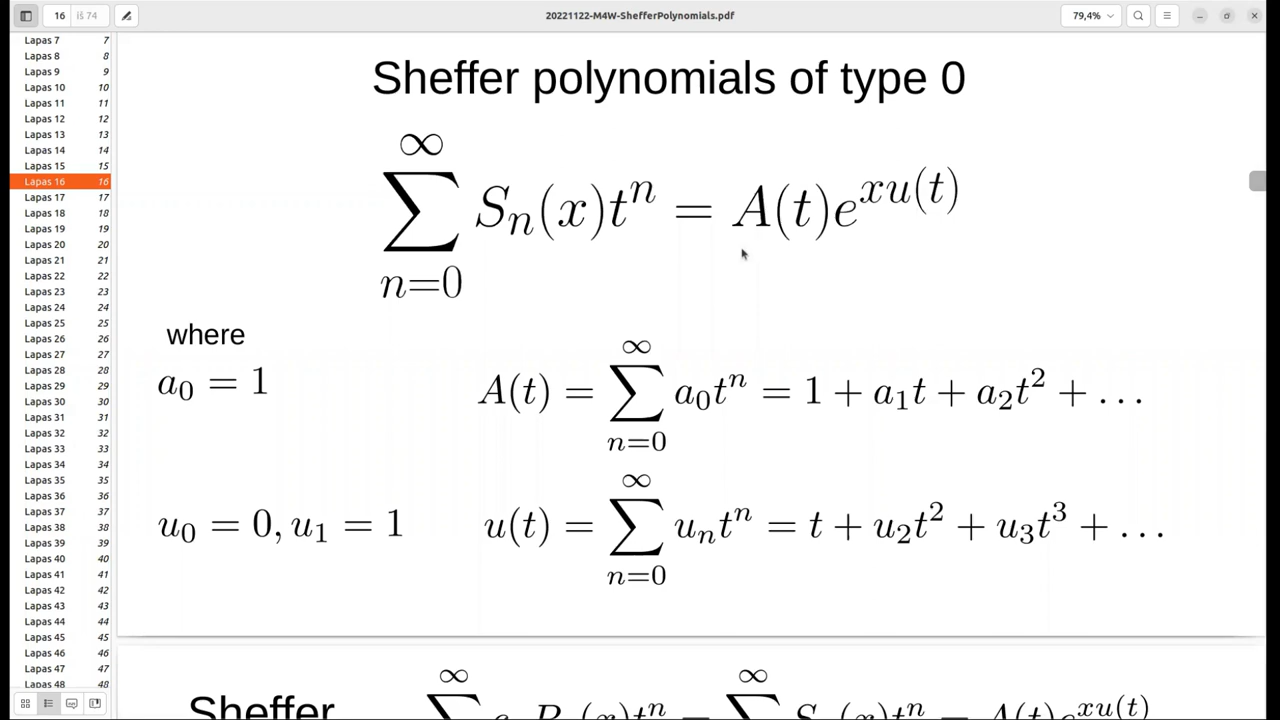 16 iš 74
20221122-M4W-ShefferPolynomials.pdf
79,4%
Lapas 7 7
Lapas 8 8
Lapas 9 9
Lapas 10 10
Lapas 11 11
Lapas 12 12
Lapas 13 13
Lapas 14 14
Lapas 15 15
Lapas 16 16
Lapas 17 17
Lapas 18 18
Lapas 19 19
Lapas 20 20
Lapas 21 21
Lapas 22 22
Lapas 23 23
Lapas 24 24
Lapas 25 25
Lapas 26 26
Lapas 27 27
Lapas 28 28
Lapas 29 29
Lapas 30 30
Lapas 31 31
Lapas 32 32
Lapas 33 33
Lapas 34 34
Lapas 35 35
Lapas 36 36
Lapas 37 37
Lapas 38 38
Lapas 39 39
Lapas 40 40
Lapas 41 41
Lapas 42 42
Lapas 43 43
Lapas 44 44
Lapas 45 45
Lapas 46 46
Lapas 47 47
Lapas 48 48
Sheffer polynomials of type 0
\sum_{n=0}^{\infty} S_n(x)t^n = A(t)e^{xu(t)}
where
a_0 = 1
A(t) = \sum_{n=0}^{\infty} a_0 t^n = 1 + a_1 t + a_2 t^2 + \ldots
u_0 = 0, u_1 = 1
u(t) = \sum_{n=0}^{\infty} u_n t^n = t + u_2 t^2 + u_3 t^3 + \ldots
Sheffer